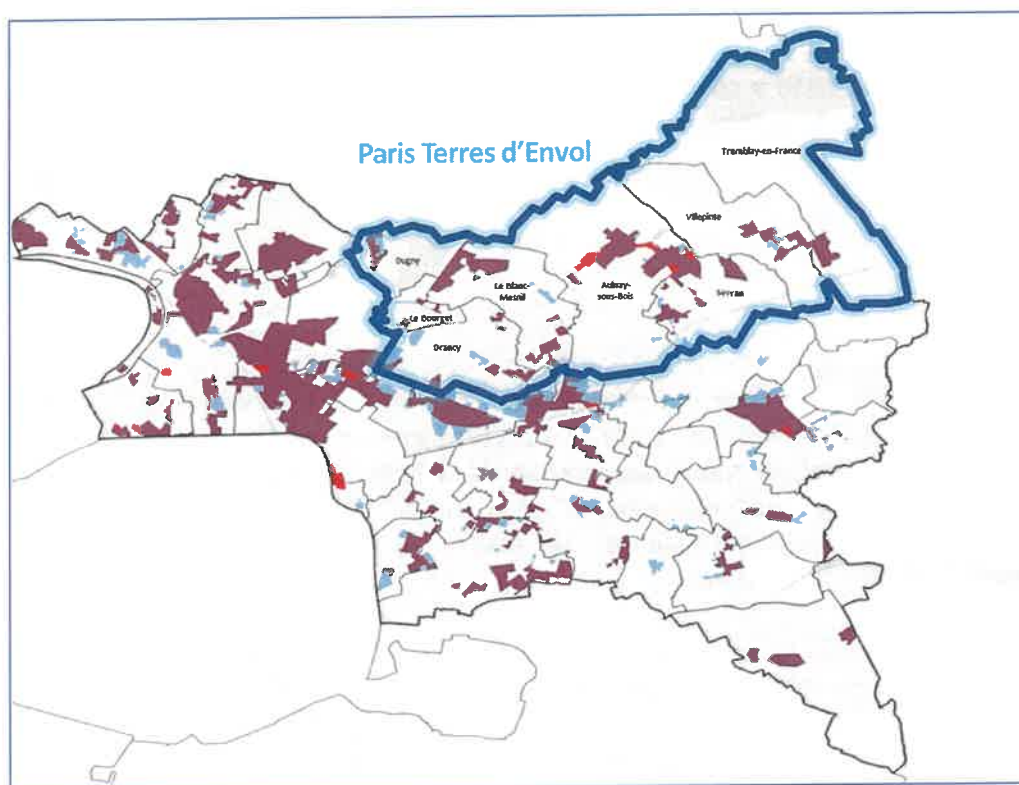 Paris Terres d'Envol
Tremblay-en-France
Villepinte
Dugny
Le Blanc-
Mesnil
Aulnay-
sous-Bois
Sevran
Le Bourget
Drancy